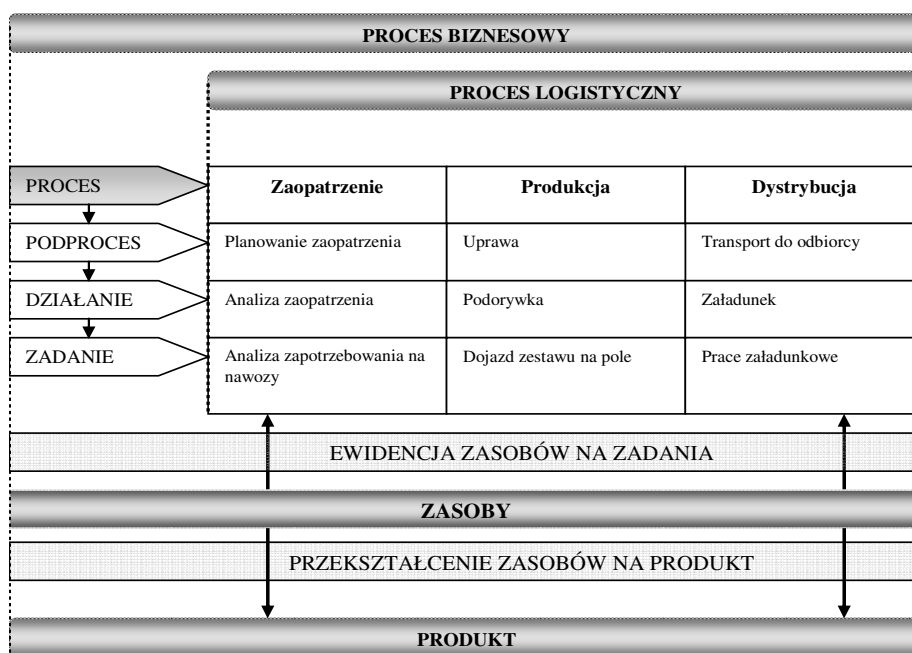 PROCES BIZNESOWY
PROCES LOGISTYCZNY
PROCES
Zaopatrzenie
Produkcja
Dystrybucja
PODPROCES
Planowanie zaopatrzenia
Uprawa
Transport do odbiorcy
DZIAŁANIE
Analiza zaopatrzenia
Podorywka
Załadunek
ZADANIE
Analiza zapotrzebowania na
nawozy
Dojazd zestawu na pole
Prace załadunkowe
EWIDENCJA ZASOBÓW NA ZADANIA
ZASOBY
PRZEKSZTAŁCENIE ZASOBÓW NA PRODUKT
PRODUKT